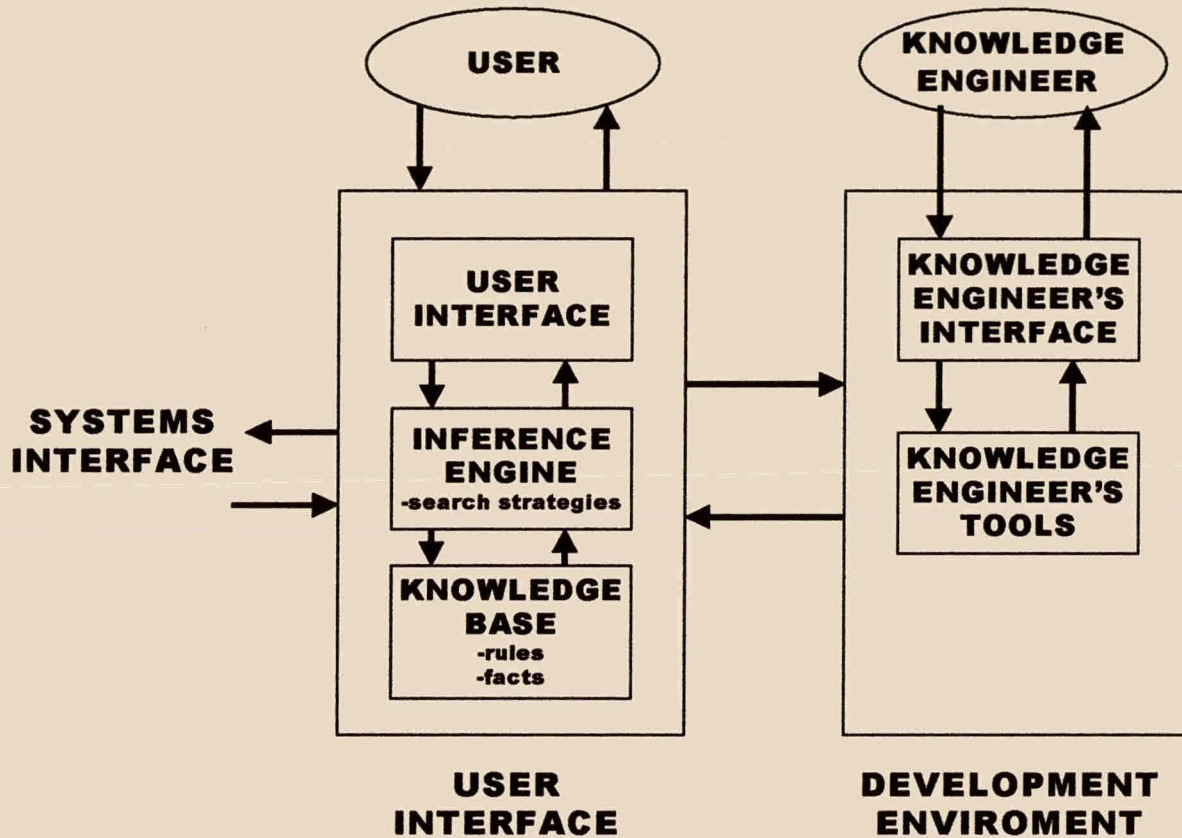 USER
KNOWLEDGE
ENGINEER
USER
INTERFACE
KNOWLEDGE
ENGINEER'S
INTERFACE
SYSTEMS
INTERFACE
INFERENCE
ENGINE
-search strategies
KNOWLEDGE
ENGINEER'S
TOOLS
KNOWLEDGE
BASE
-rules
-facts
USER
INTERFACE
DEVELOPMENT
ENVIROMENT